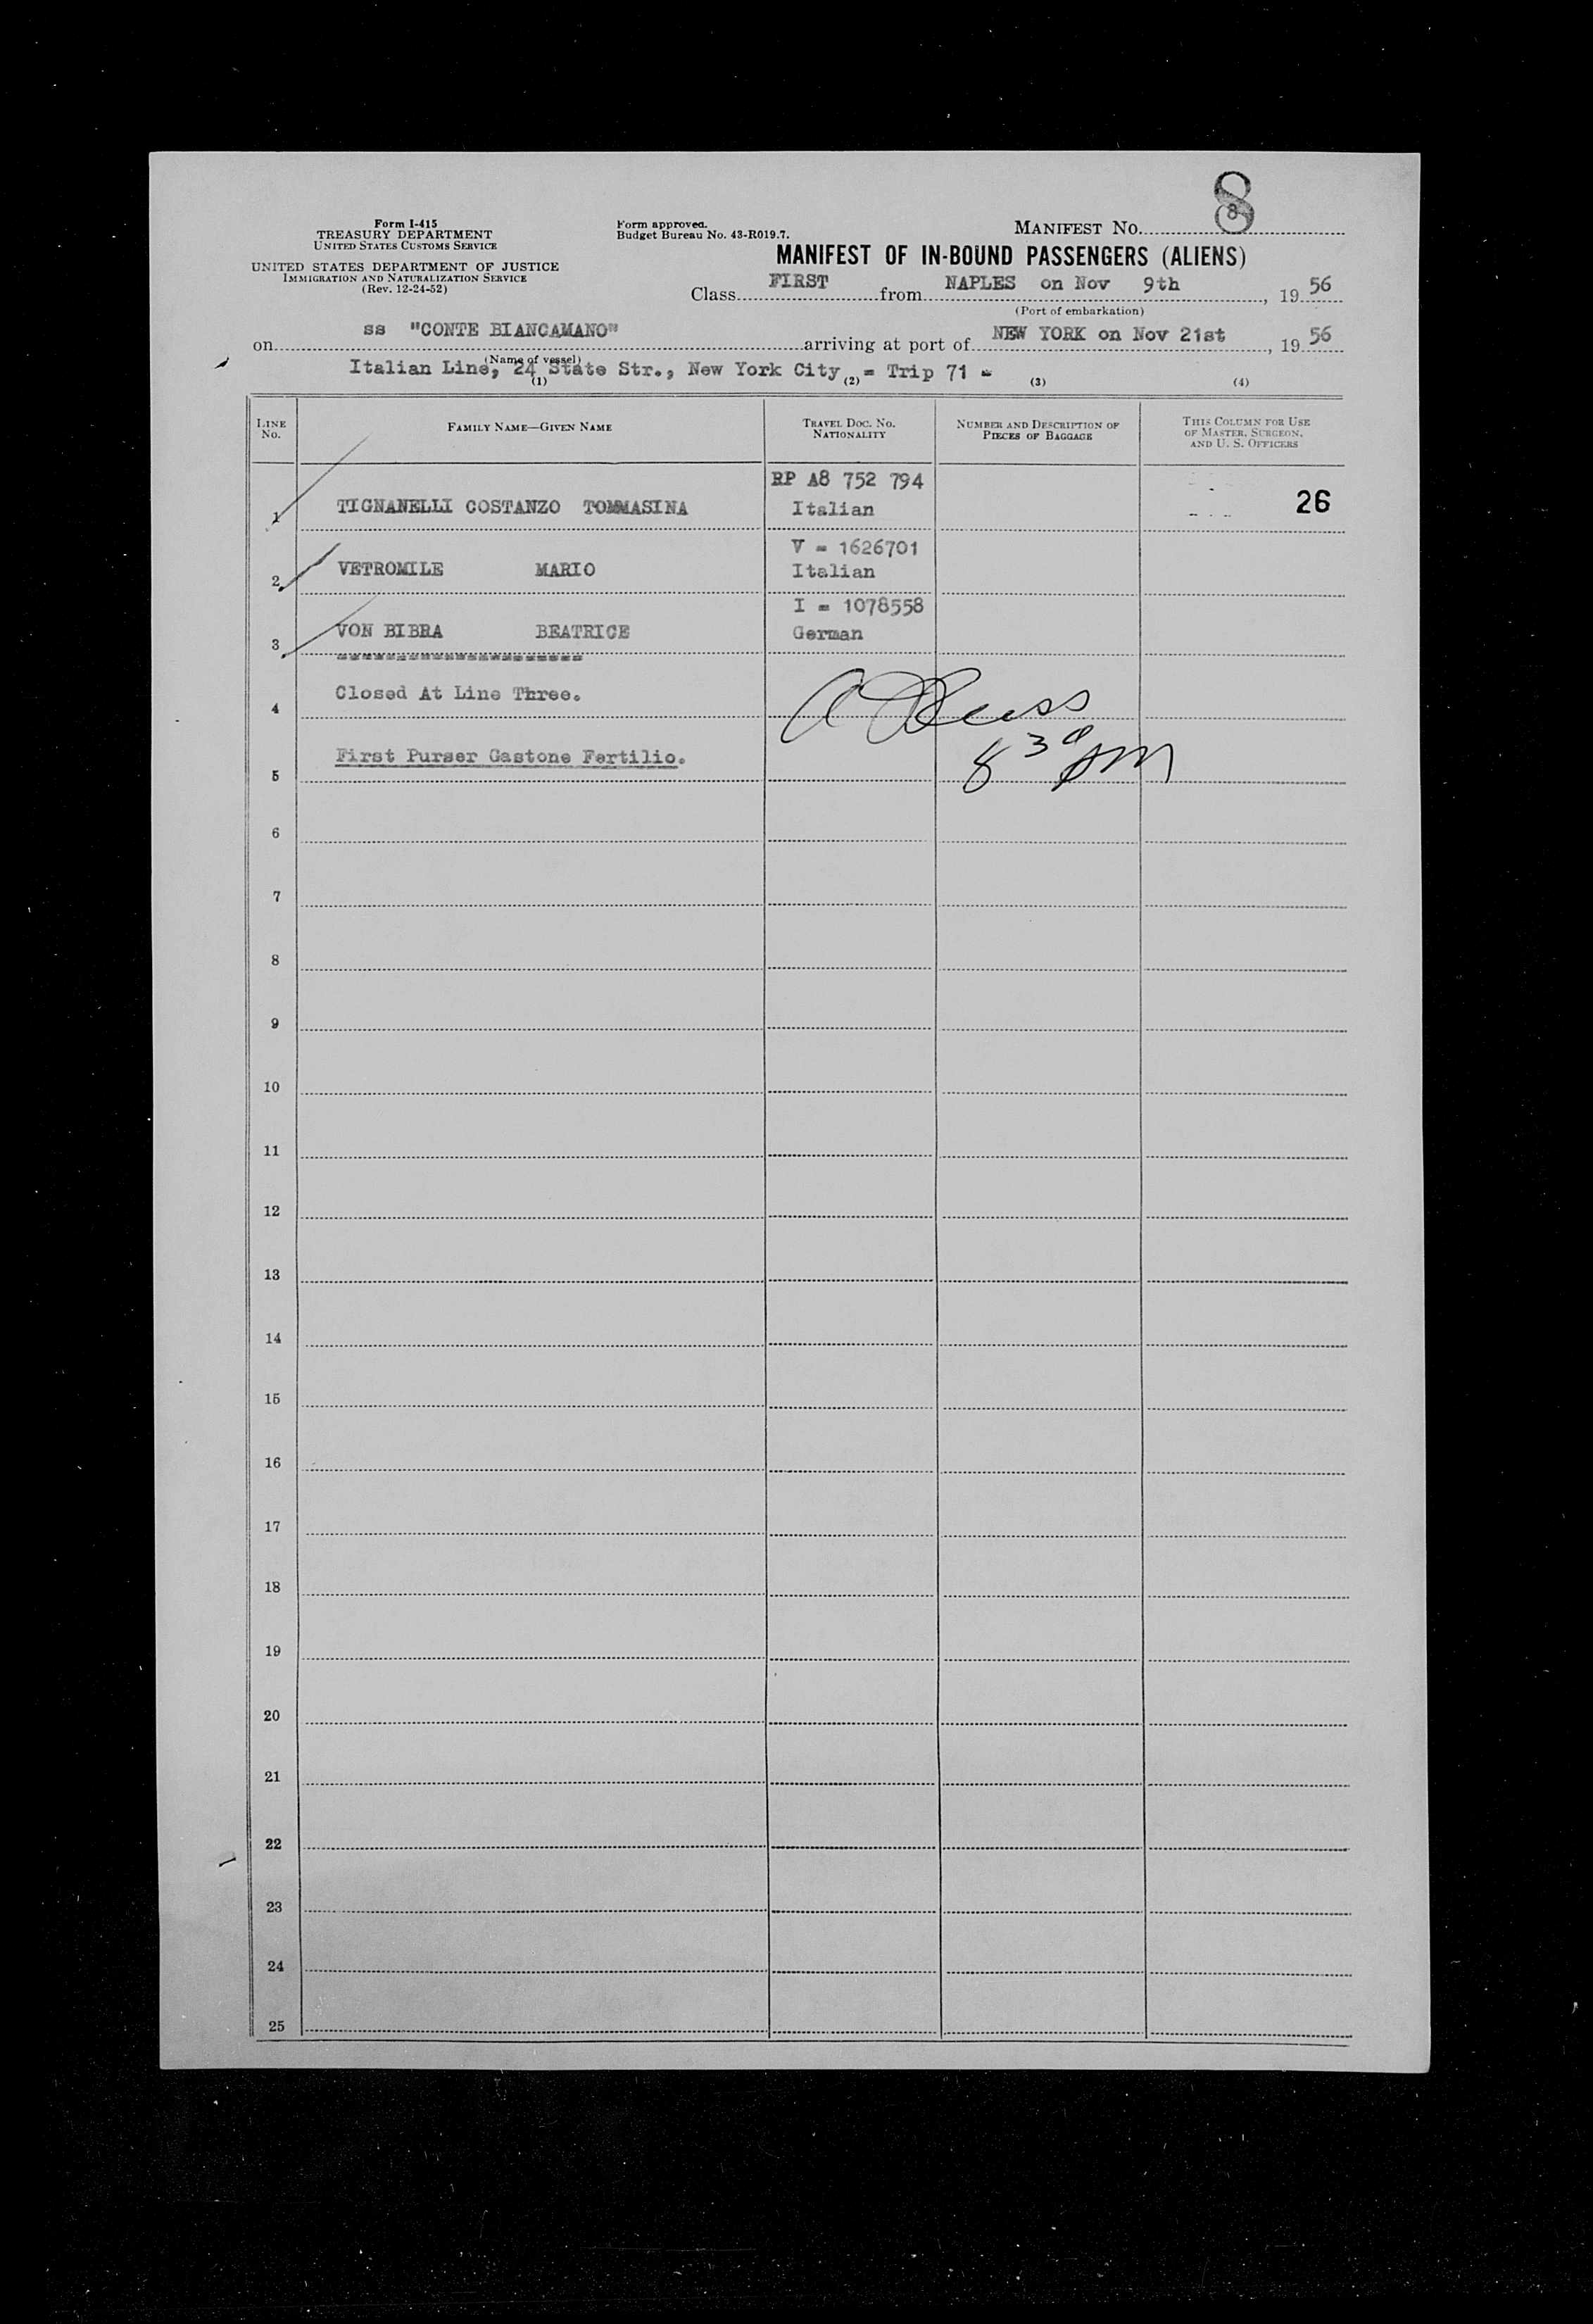 8
Form I-415
TREASURY DEPARTMENT
UNITED STATES CUSTOMS SERVICE
UNITED STATES DEPARTMENT OF JUSTICE
IMMIGRATION AND NATURALIZATION SERVICE
(Rev. 12-24-52)
Form approved.
Budget Bureau No. 43-R019.7.
MANIFEST No. 8
MANIFEST OF IN-BOUND PASSENGERS (ALIENS)
Class FIRST from NAPLES on Nov 9th, 19 56
(Port of embarkation)
on ss "CONTE BIANCAMANO" arriving at port of NEW YORK on Nov 21st, 19 56
(Name of vessel)
Italian Line, 24 State Str., New York City = Trip 71 =
(1) (2) (3) (4)
LINE No. FAMILY NAME—GIVEN NAME TRAVEL DOC. NO. NATIONALITY NUMBER AND DESCRIPTION OF PIECES OF BAGGAGE THIS COLUMN FOR USE OF MASTER, SURGEON, AND U. S. OFFICERS
RP A8 752 794
1 TIGNANELLI COSTANZO TOMMASINA Italian 26
V = 1626701
2 VETROMILE MARIO Italian
I = 1078558
3 VON BIBRA BEATRICE German
4 Closed At Line Three.
5 First Purser Gastone Fertilio.
8 30 PM
6
7
8
9
10
11
12
13
14
15
16
17
18
19
20
21
22
23
24
25